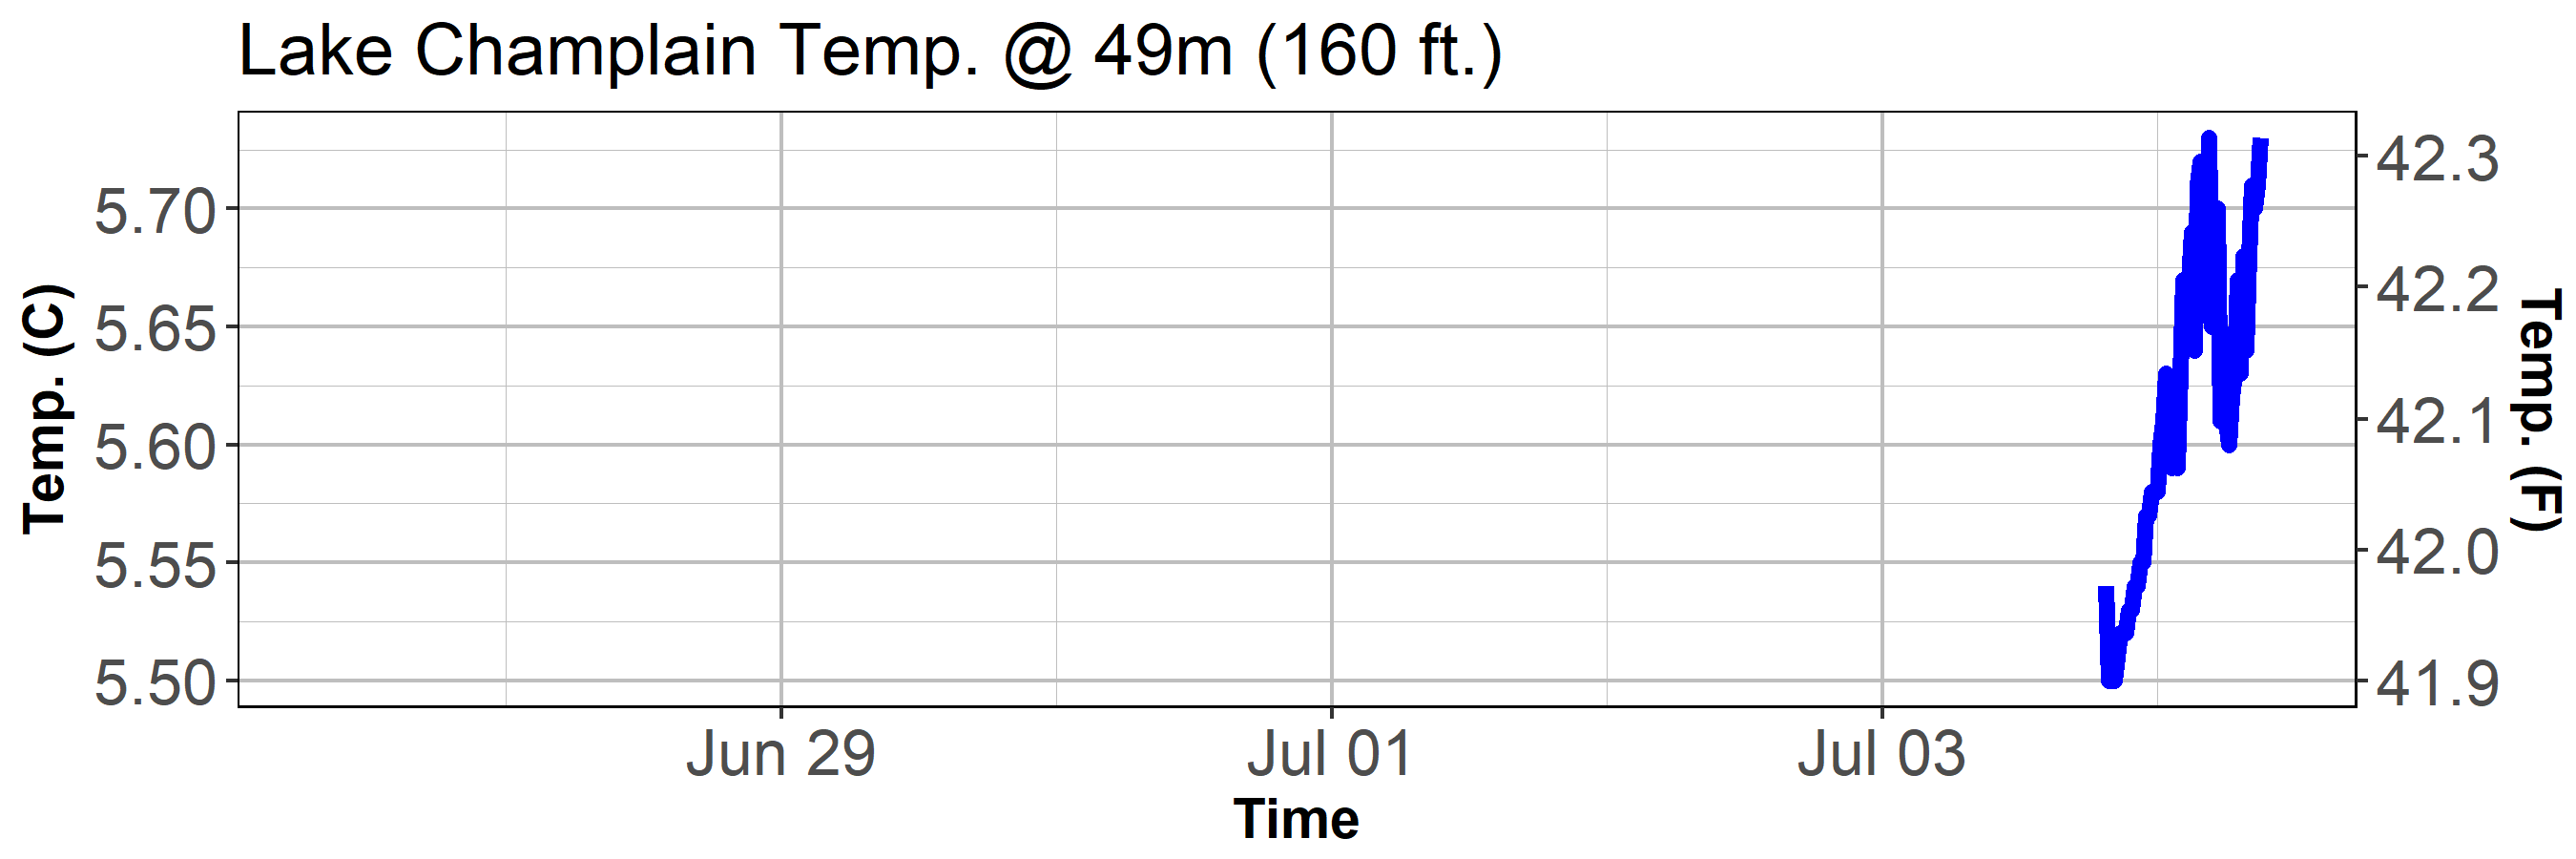 Lake Champlain Temp. @ 49m (160 ft.)
Temp. (C)
5.70
5.65
5.60
5.55
5.50
42.3
42.2
42.1
42.0
41.9
Temp. (F)
Jun 29 Jul 01 Jul 03
Time